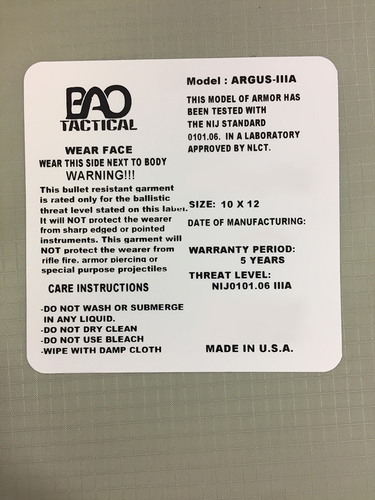 BAO
TACTICAL
WEAR FACE
WEAR THIS SIDE NEXT TO BODY
WARNING!!!
This bullet resistant garment
is rated only for the ballistic
threat level stated on this label.
It will NOT protect the wearer
from sharp edged or pointed
instruments. This garment will
NOT protect the wearer from
rifle fire. armor piercing or
special purpose projectiles
CARE INSTRUCTIONS
-DO NOT WASH OR SUBMERGE
IN ANY LIQUID.
-DO NOT DRY CLEAN
-DO NOT USE BLEACH
-WIPE WITH DAMP CLOTH
Model : ARGUS-IIIA
THIS MODEL OF ARMOR HAS
BEEN TESTED WITH
THE NIJ STANDARD
0101.06. IN A LABORATORY
APPROVED BY NLCT.
SIZE: 10 X 12
DATE OF MANUFACTURING:
WARRANTY PERIOD:
5 YEARS
THREAT LEVEL:
NIJ0101.06 IIIA
MADE IN U.S.A.